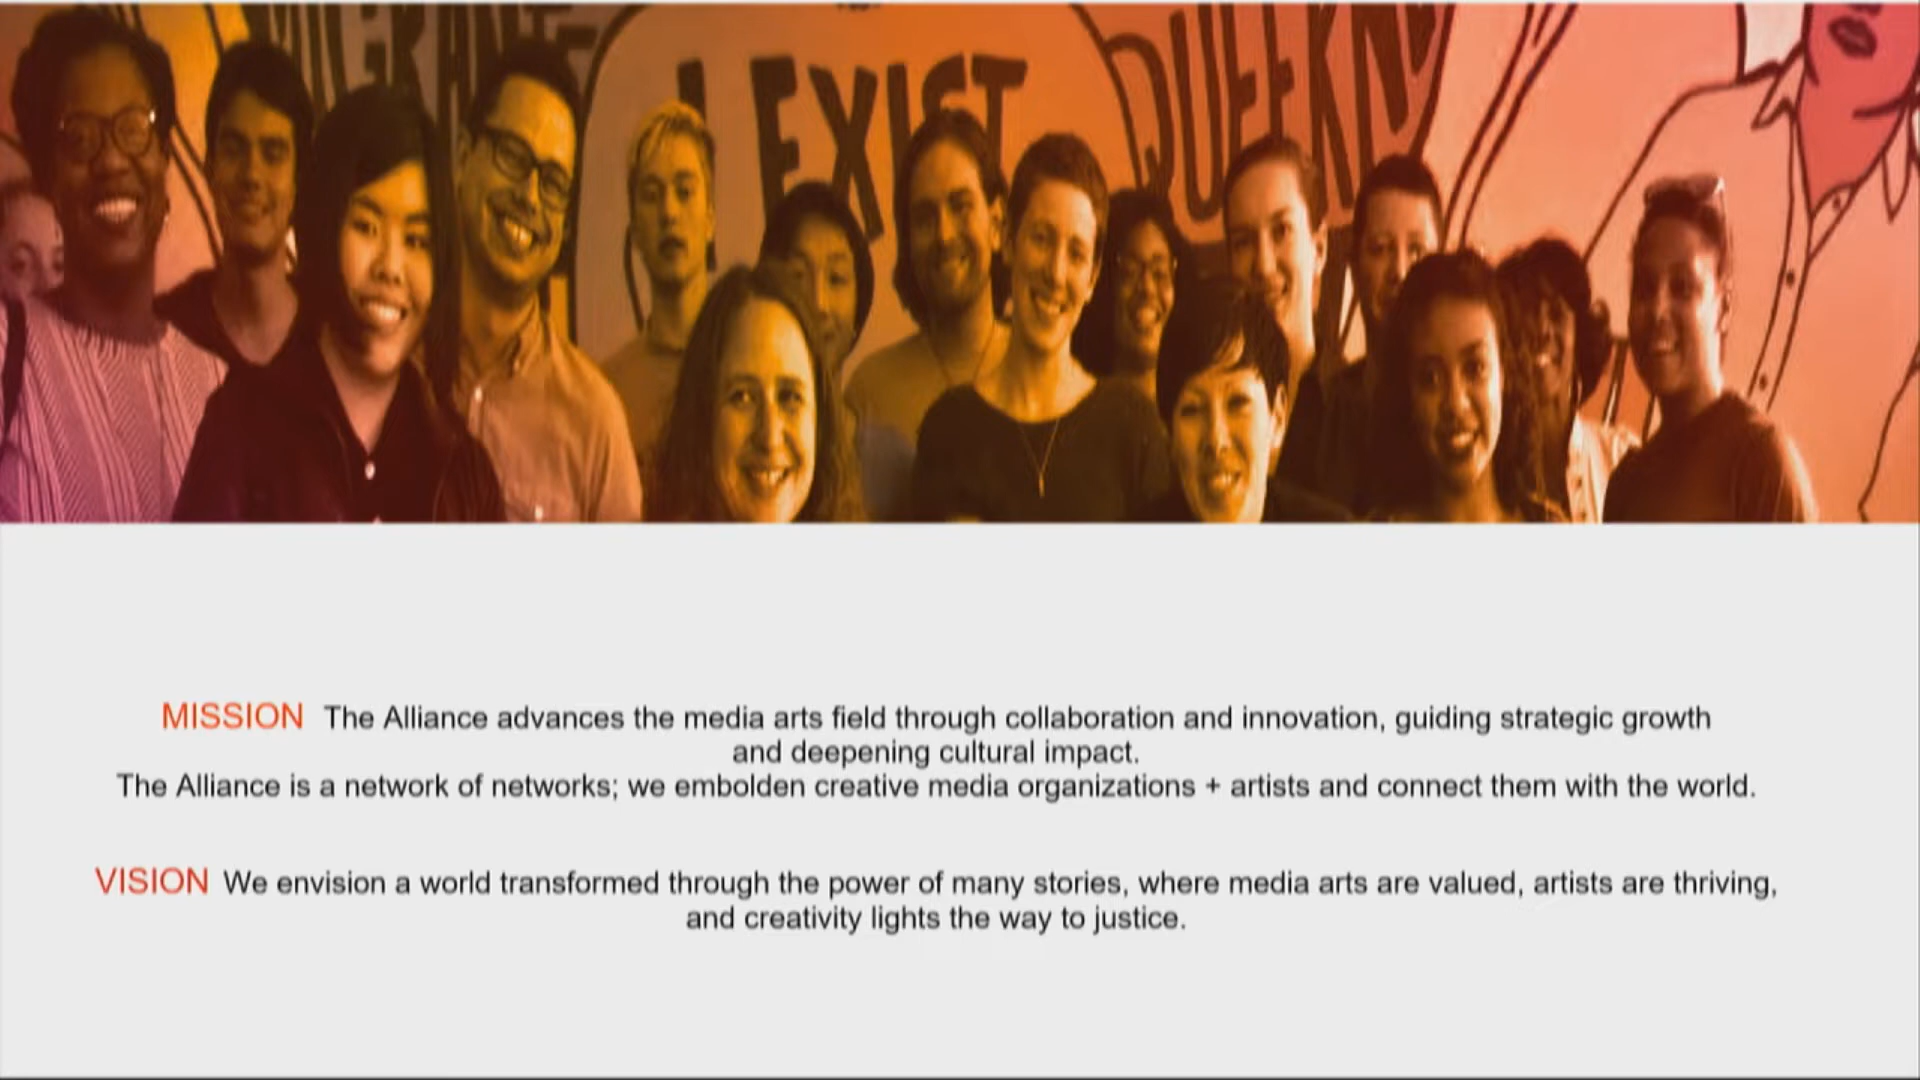 I EXIST
MISSION The Alliance advances the media arts field through collaboration and innovation, guiding strategic growth
and deepening cultural impact.
The Alliance is a network of networks; we embolden creative media organizations + artists and connect them with the world.
VISION We envision a world transformed through the power of many stories, where media arts are valued, artists are thriving,
and creativity lights the way to justice.